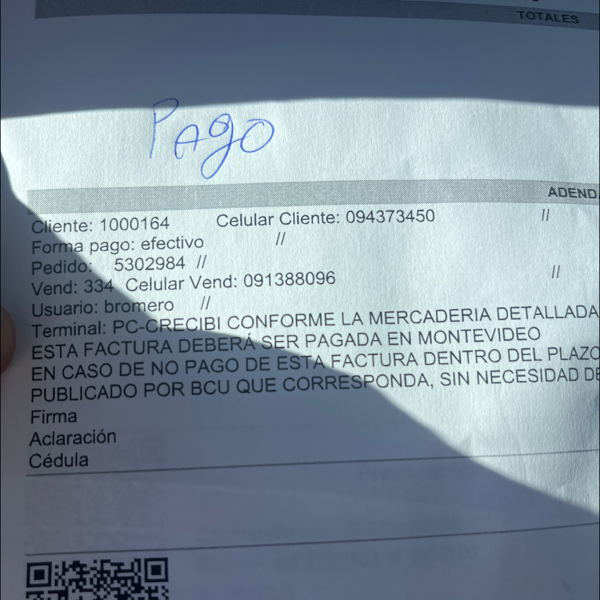 TOTALES
Pago
ADENDA
Cliente: 1000164 Celular Cliente: 094373450 //
Forma pago: efectivo //
Pedido: 5302984 //
Vend: 334 Celular Vend: 091388096 //
Usuario: bromero //
Terminal: PC-CRECIBI CONFORME LA MERCADERIA DETALLADA
ESTA FACTURA DEBERÁ SER PAGADA EN MONTEVIDEO
EN CASO DE NO PAGO DE ESTA FACTURA DENTRO DEL PLAZO
PUBLICADO POR BCU QUE CORRESPONDA, SIN NECESIDAD DE
Firma
Aclaración
Cédula